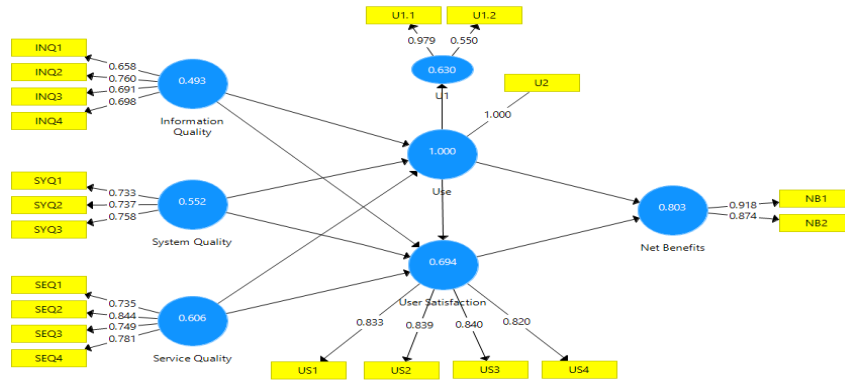 U1.1
U1.2
0.979
0.550
INQ1
INQ2
INQ3
INQ4
0.658
0.760
0.691
0.698
0.493
Information
Quality
0.630
U1
U2
1.000
SYQ1
SYQ2
SYQ3
0.733
0.737
0.758
0.552
System Quality
1.000
Use
0.803
Net Benefits
0.918
0.874
NB1
NB2
SEQ1
SEQ2
SEQ3
SEQ4
0.735
0.844
0.749
0.781
0.606
Service Quality
0.694
User Satisfaction
0.833
0.839
0.840
0.820
US1
US2
US3
US4